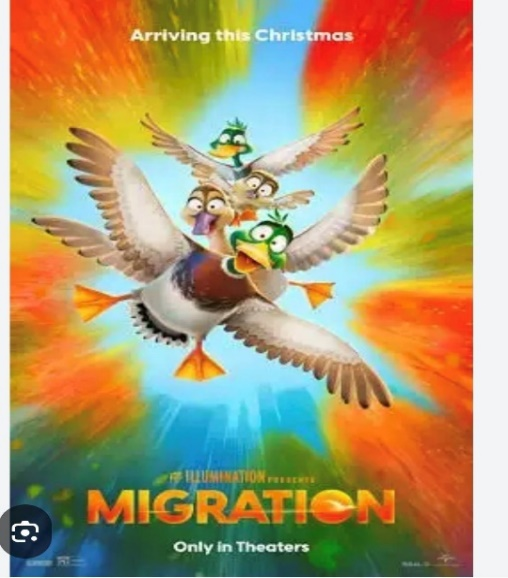 Arriving this Christmas
ILLUMINATION PRESENTS
MIGRATION
Only in Theaters